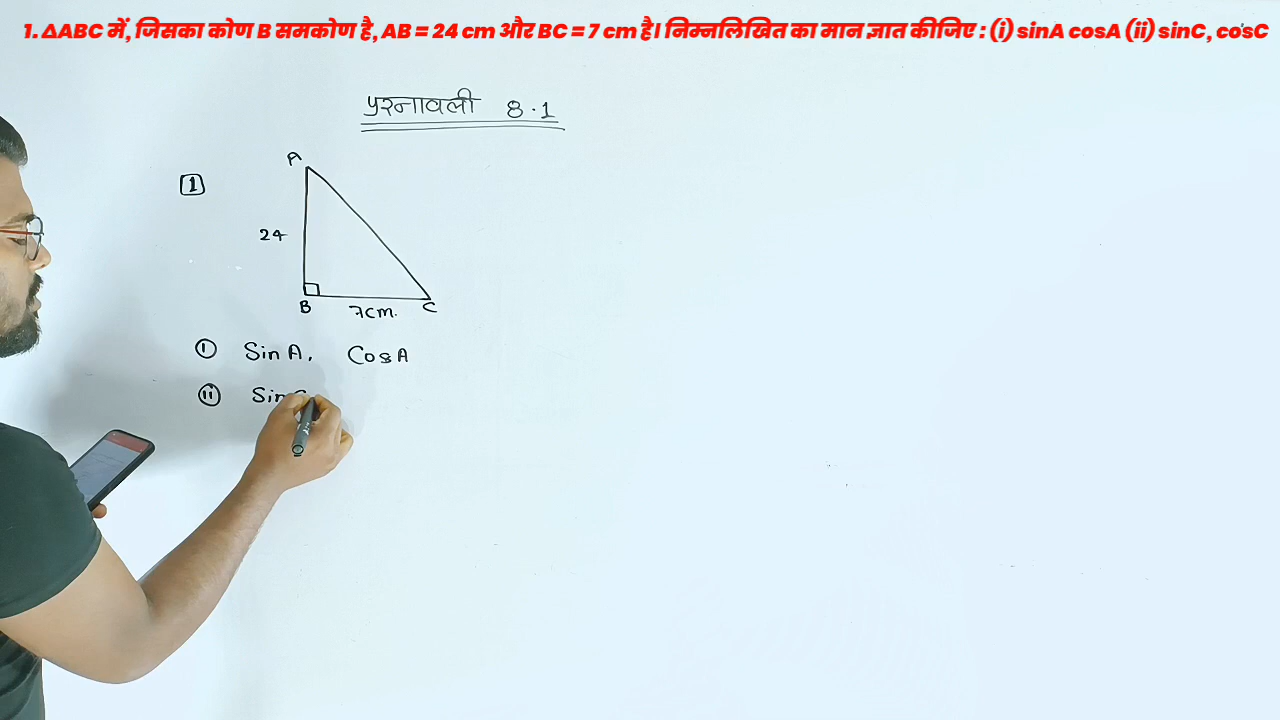 1. ΔABC में, जिसका कोण B समकोण है, AB = 24 cm और BC = 7 cm है। निम्नलिखित का मान ज्ञात कीजिए : (i) sinA cosA (ii) sinC, cosC
प्रश्नावली 8.1
1
A
24
B
7cm.
C
(i) Sin A, Cos A
(ii) Sin